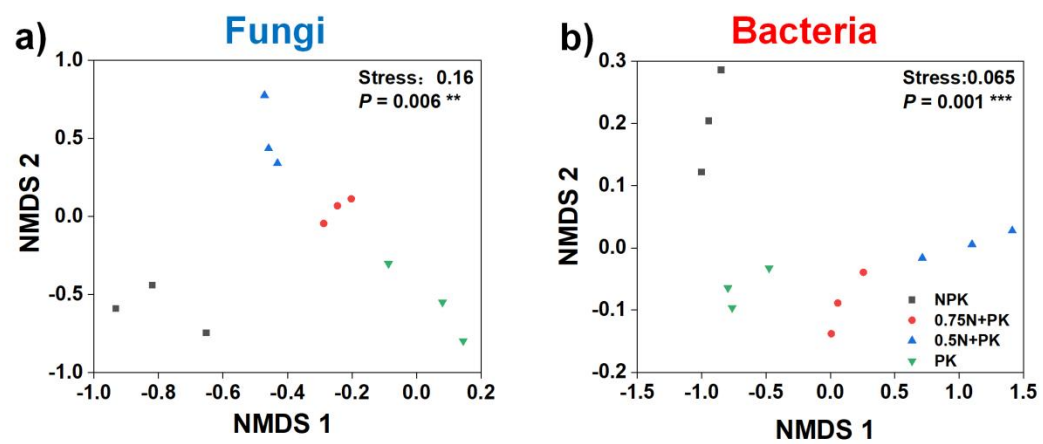 a)
Fungi
Stress: 0.16
P = 0.006 **
NMDS 2
1.0
0.5
0.0
-0.5
-1.0
-1.0
-0.8
-0.6
-0.4
-0.2
0.0
0.2
NMDS 1
b)
Bacteria
Stress:0.065
P = 0.001 ***
NMDS 2
0.3
0.2
0.1
0.0
-0.1
-0.2
NPK
0.75N+PK
0.5N+PK
PK
-1.5
-1.0
-0.5
0.0
0.5
1.0
1.5
NMDS 1